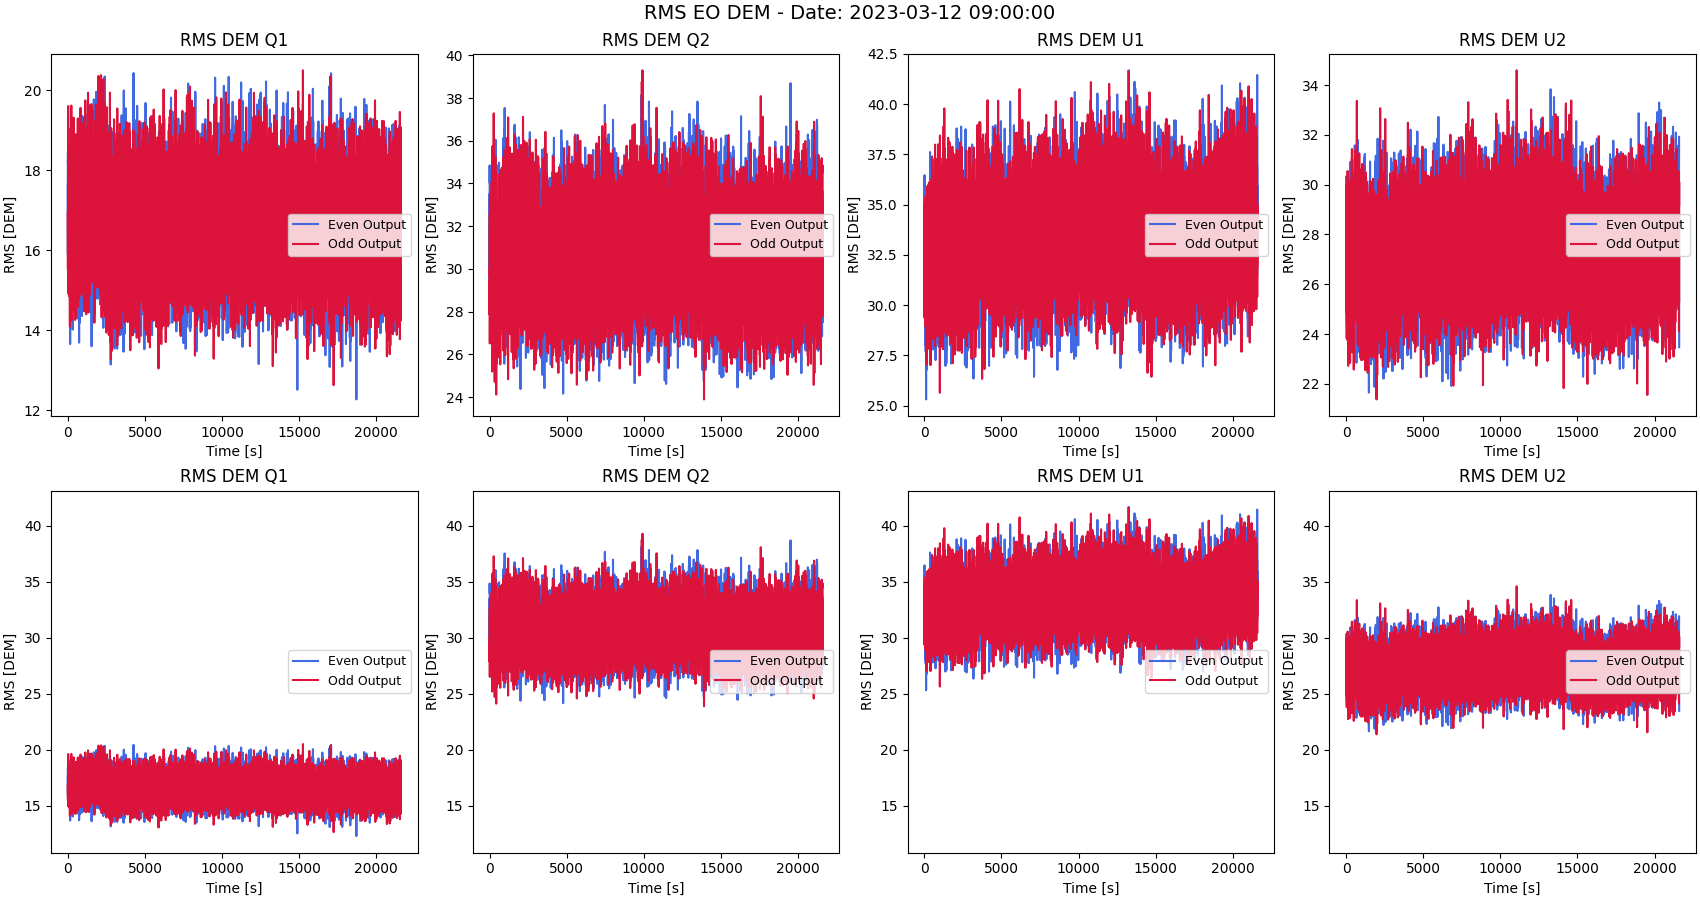 RMS EO DEM - Date: 2023-03-12 09:00:00
RMS DEM Q1
RMS [DEM]
20
18
16
14
12
0 5000 10000 15000 20000
Time [s]
Even Output
Odd Output
RMS DEM Q2
RMS [DEM]
40
38
36
34
32
30
28
26
24
0 5000 10000 15000 20000
Time [s]
Even Output
Odd Output
RMS DEM U1
RMS [DEM]
42.5
40.0
37.5
35.0
32.5
30.0
27.5
25.0
0 5000 10000 15000 20000
Time [s]
Even Output
Odd Output
RMS DEM U2
RMS [DEM]
34
32
30
28
26
24
22
0 5000 10000 15000 20000
Time [s]
Even Output
Odd Output
RMS DEM Q1
RMS [DEM]
40
35
30
25
20
15
0 5000 10000 15000 20000
Time [s]
Even Output
Odd Output
RMS DEM Q2
RMS [DEM]
40
35
30
25
20
15
0 5000 10000 15000 20000
Time [s]
Even Output
Odd Output
RMS DEM U1
RMS [DEM]
40
35
30
25
20
15
0 5000 10000 15000 20000
Time [s]
Even Output
Odd Output
RMS DEM U2
RMS [DEM]
40
35
30
25
20
15
0 5000 10000 15000 20000
Time [s]
Even Output
Odd Output